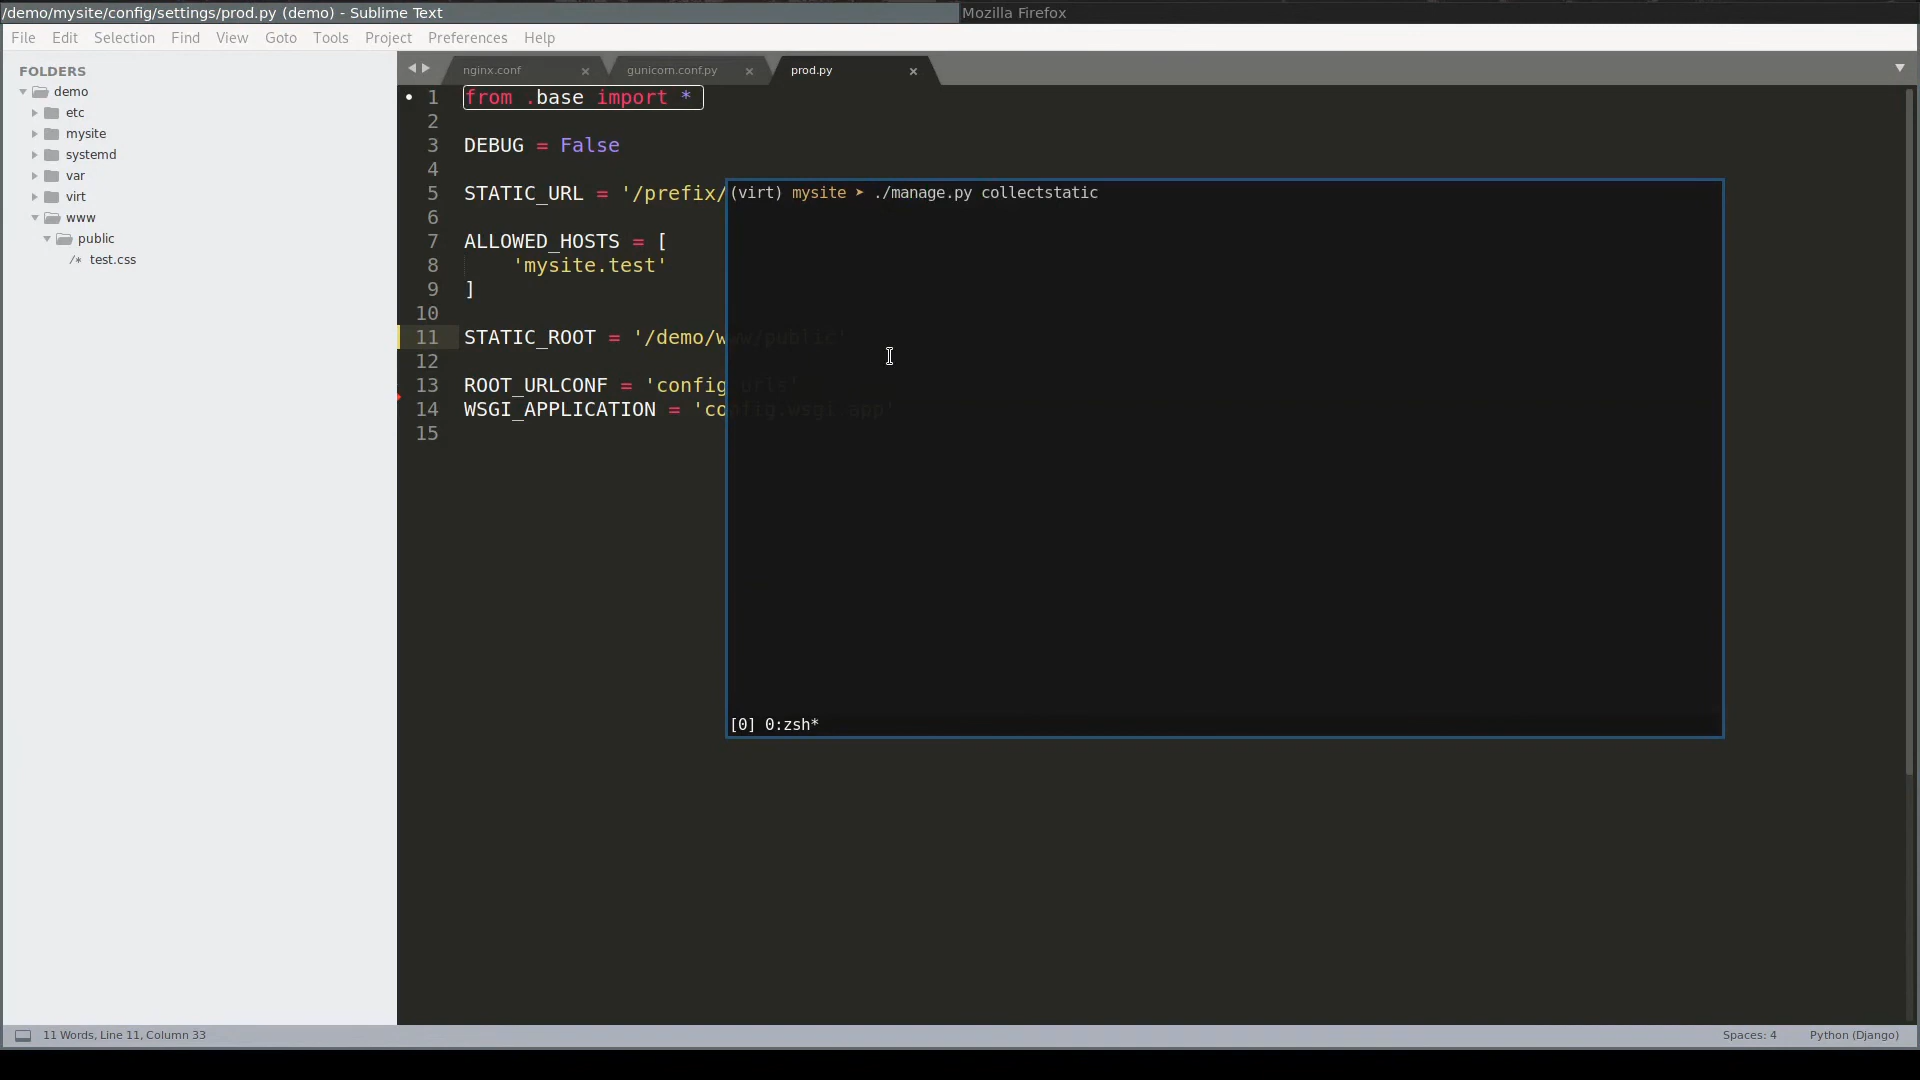 /demo/mysite/config/settings/prod.py (demo) - Sublime Text
Mozilla Firefox
File Edit Selection Find View Goto Tools Project Preferences Help
FOLDERS
demo
etc
mysite
systemd
var
virt
www
public
/* test.css
nginx.conf ×
gunicorn.conf.py ×
prod.py ×
1 from .base import *
2
3 DEBUG = False
4
5 STATIC_URL = '/prefix/
6
7 ALLOWED_HOSTS = [
8 'mysite.test'
9 ]
10
11 STATIC_ROOT = '/demo/www/public'
12
13 ROOT_URLCONF = 'config.urls'
14 WSGI_APPLICATION = 'config.wsgi.app'
15
(virt) mysite ➤ ./manage.py collectstatic
[0] 0:zsh*
11 Words, Line 11, Column 33
Spaces: 4
Python (Django)